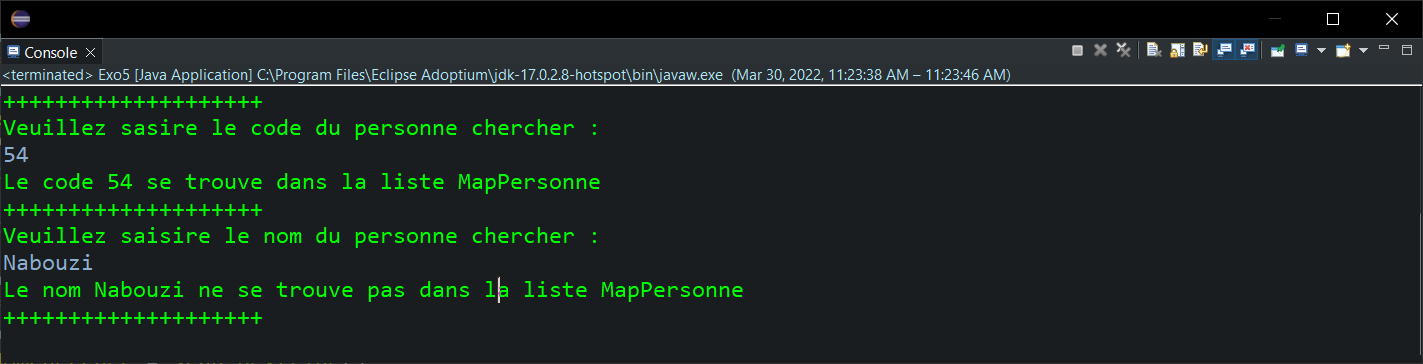 Console
<terminated> Exo5 [Java Application] C:\Program Files\Eclipse Adoptium\jdk-17.0.2.8-hotspot\bin\javaw.exe (Mar 30, 2022, 11:23:38 AM – 11:23:46 AM)
++++++++++++++++++++
Veuillez sasire le code du personne chercher :
54
Le code 54 se trouve dans la liste MapPersonne
++++++++++++++++++++
Veuillez saisire le nom du personne chercher :
Nabouzi
Le nom Nabouzi ne se trouve pas dans la liste MapPersonne
++++++++++++++++++++